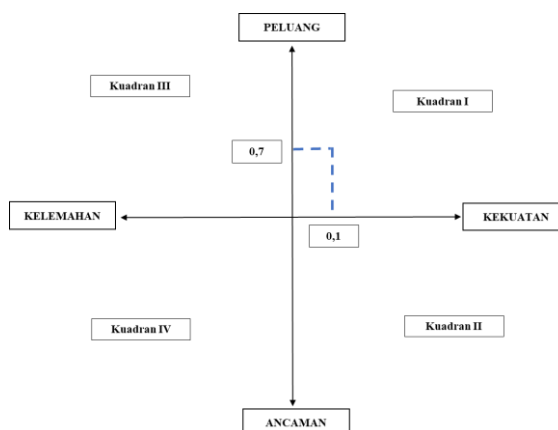 PELUANG
Kuadran III
Kuadran I
0,7
KELEMAHAN
KEKUATAN
0,1
Kuadran IV
Kuadran II
ANCAMAN